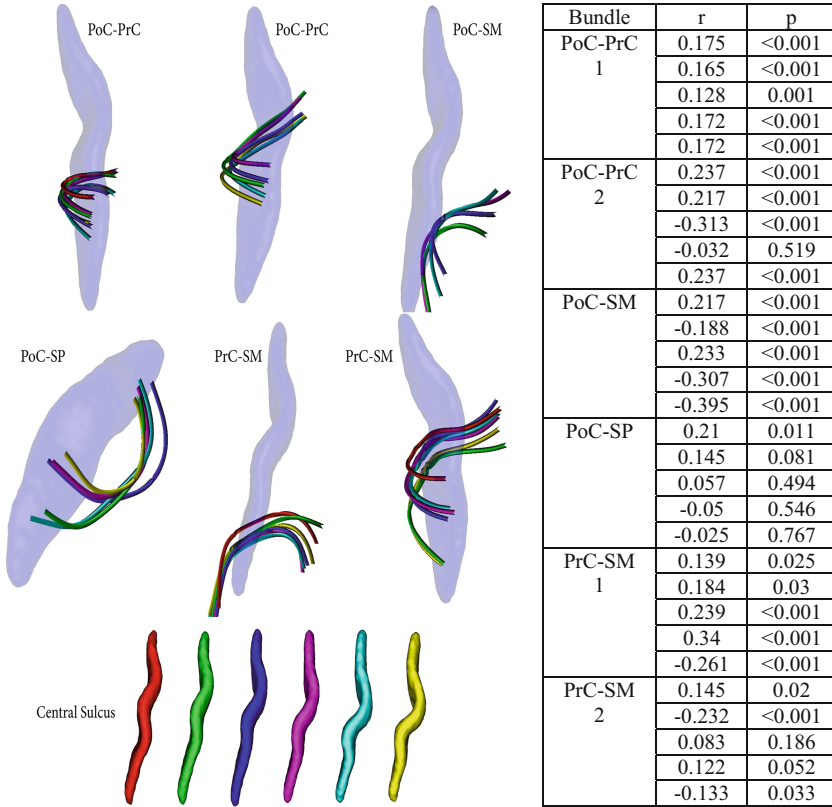 PoC-PrC
PoC-PrC
PoC-SM
PoC-SP
PrC-SM
PrC-SM
Central Sulcus
Bundle r p
PoC-PrC 0.175 <0.001
1 0.165 <0.001
0.128 0.001
0.172 <0.001
0.172 <0.001
PoC-PrC 0.237 <0.001
2 0.217 <0.001
-0.313 <0.001
-0.032 0.519
0.237 <0.001
PoC-SM 0.217 <0.001
-0.188 <0.001
0.233 <0.001
-0.307 <0.001
-0.395 <0.001
PoC-SP 0.21 0.011
0.145 0.081
0.057 0.494
-0.05 0.546
-0.025 0.767
PrC-SM 0.139 0.025
1 0.184 0.03
0.239 <0.001
0.34 <0.001
-0.261 <0.001
PrC-SM 0.145 0.02
2 -0.232 <0.001
0.083 0.186
0.122 0.052
-0.133 0.033